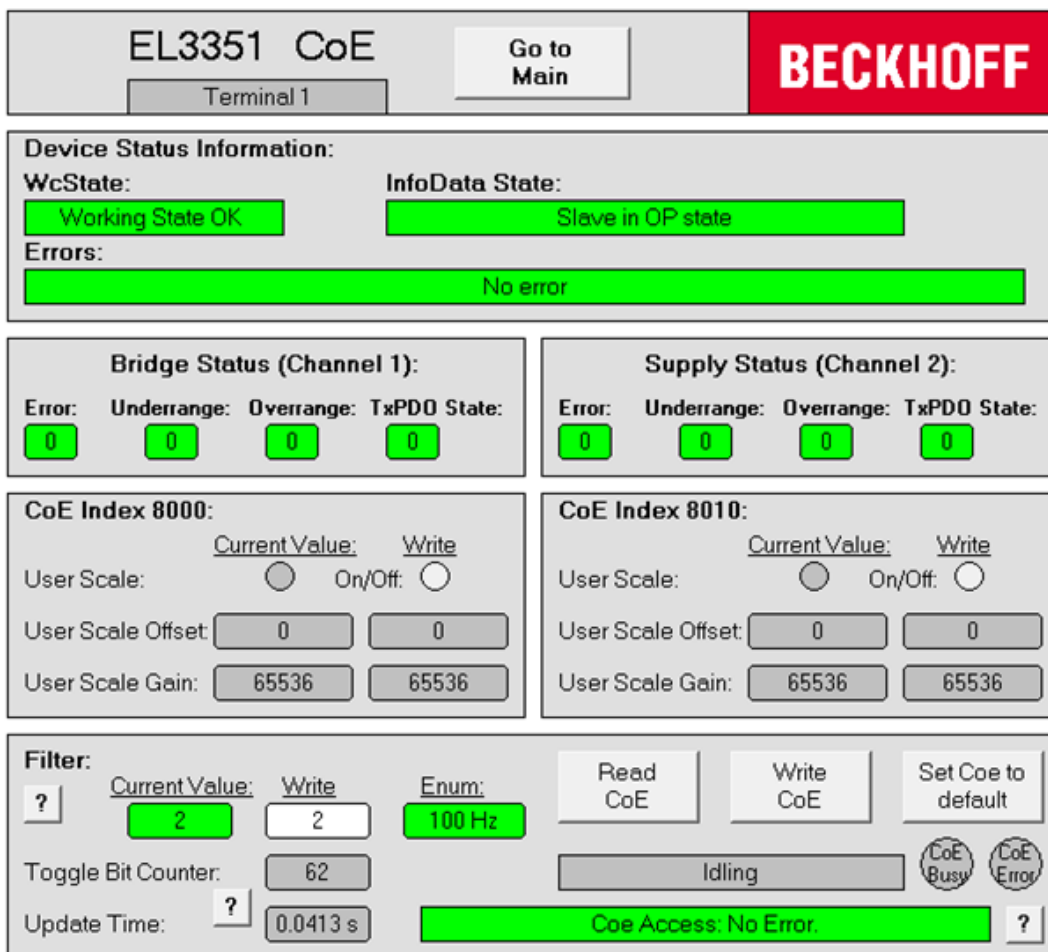 EL3351 CoE
Terminal 1
Go to
Main
BECKHOFF
Device Status Information:
WcState:
InfoData State:
Working State OK
Slave in OP state
Errors:
No error
Bridge Status (Channel 1):
Error: Underrange: Overrange: TxPDO State:
0 0 0 0
Supply Status (Channel 2):
Error: Underrange: Overrange: TxPDO State:
0 0 0 0
CoE Index 8000:
Current Value: Write
User Scale: On/Off:
User Scale Offset: 0 0
User Scale Gain: 65536 65536
CoE Index 8010:
Current Value: Write
User Scale: On/Off:
User Scale Offset: 0 0
User Scale Gain: 65536 65536
Filter:
? Current Value: Write Enum:
2 2 100 Hz
Read
CoE
Write
CoE
Set Coe to
default
Toggle Bit Counter: 62
Idling
CoE
Busy
CoE
Error
Update Time: ? 0.0413 s
Coe Access: No Error. ?